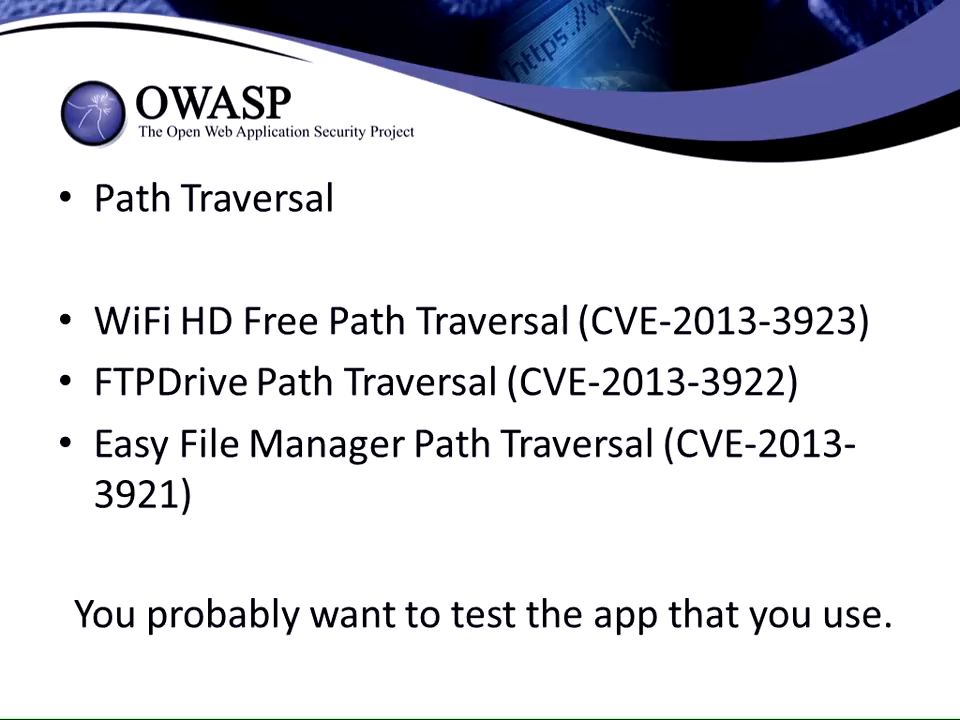 https://w
OWASP
The Open Web Application Security Project
• Path Traversal
• WiFi HD Free Path Traversal (CVE-2013-3923)
• FTPDrive Path Traversal (CVE-2013-3922)
• Easy File Manager Path Traversal (CVE-2013-
3921)
You probably want to test the app that you use.